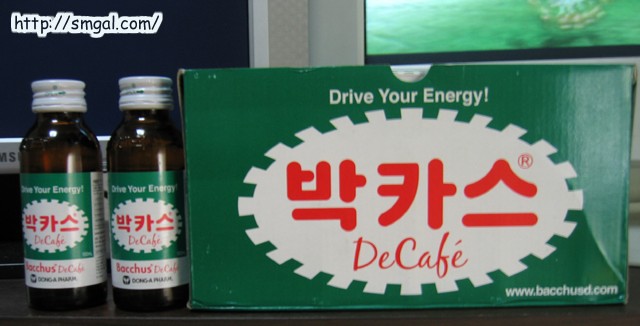 http://smgal.com/
SAMS
Drive Your Energy!
박카스
DeCafé
Bacchus' DeCafé
DONG-A PHARM.
Drive Your Energy!
박카스
DeCafé
Bacchus' DeCafé
DONG-A PHARM.
Drive Your Energy!
박카스®
DeCafé
www.bacchusd.com